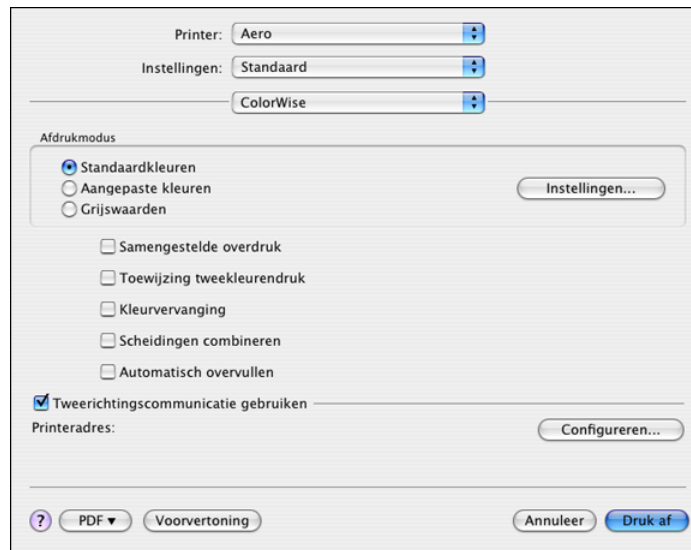 Printer: Aero
Instellingen: Standaard
ColorWise
Afdrukmodus
Standaardkleuren
Aangepaste kleuren
Instellingen...
Grijswaarden
Samengestelde overdruk
Toewijzing tweekleurendruk
Kleurvervanging
Scheidingen combineren
Automatisch overvullen
Tweerichtingscommunicatie gebruiken
Printeradres:
Configureren...
? PDF ▼ Voorvertoning Annuleer Druk af